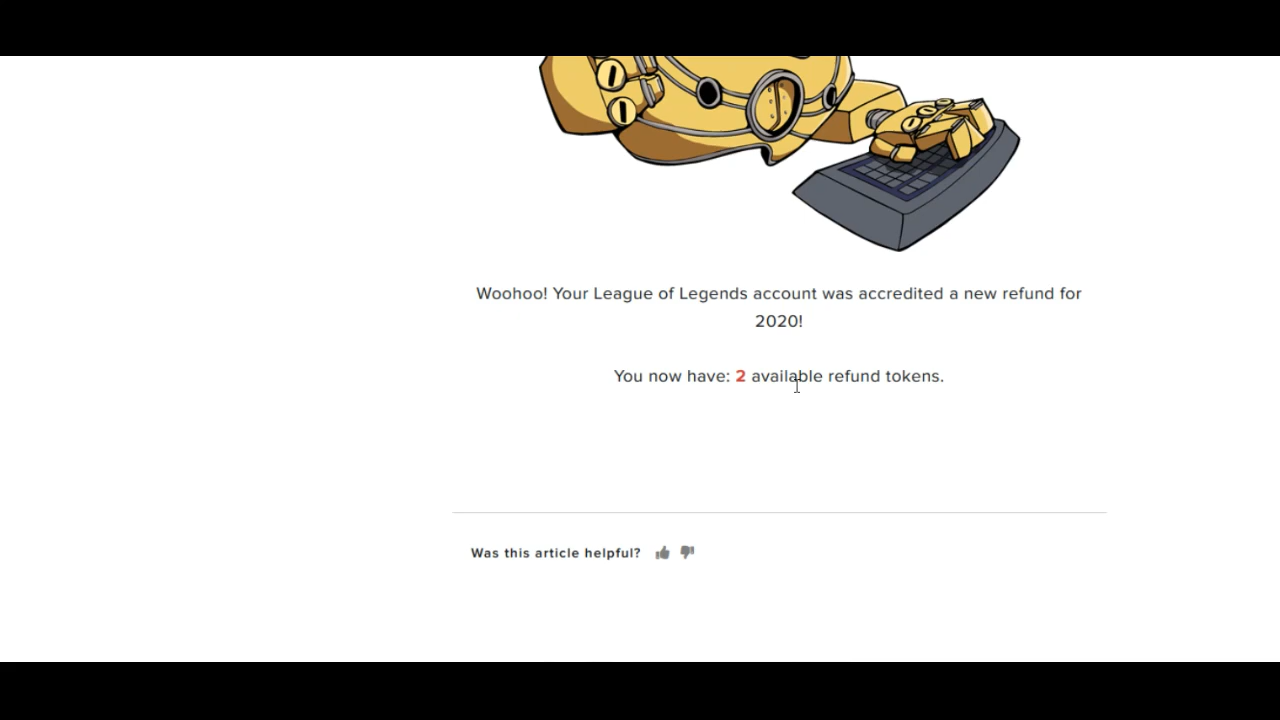 Woohoo! Your League of Legends account was accredited a new refund for
2020!
You now have: 2 available refund tokens.
Was this article helpful?